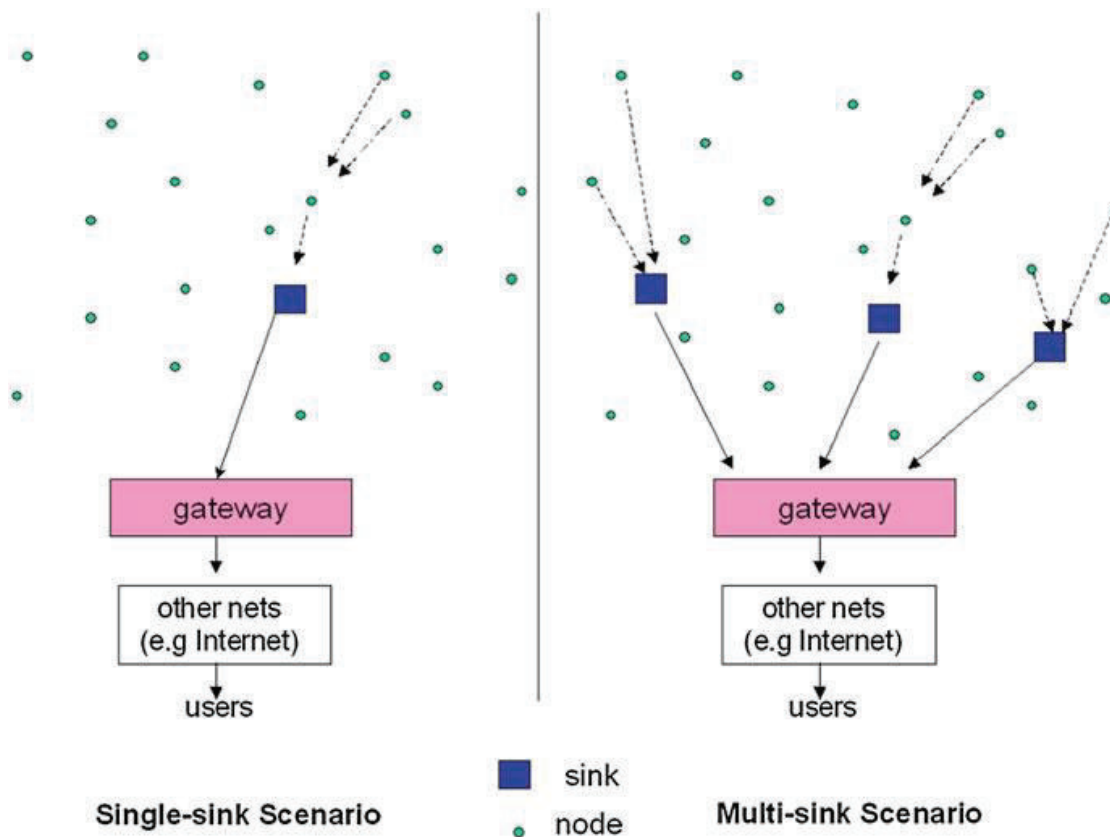 gateway
other nets
(e.g Internet)
users
gateway
other nets
(e.g Internet)
users
sink
node
Single-sink Scenario
Multi-sink Scenario